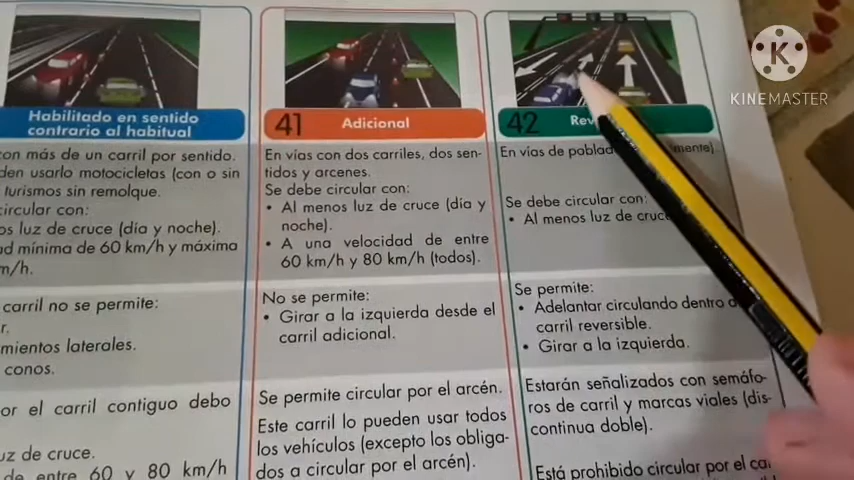 Habilitado en sentido
contrario al habitual
con más de un carril por sentido.
den usarlo motocicletas (con o sin
turismos sin remolque.
circular con:
os luz de cruce (día y noche).
ad mínima de 60 km/h y máxima
m/h.
carril no se permite:
r.
mientos laterales.
conos.
or el carril contiguo debo
uz de cruce.
de entre 60 y 80 km/h
41 Adicional
En vías con dos carriles, dos sen-
tidos y arcenes.
Se debe circular con:
• Al menos luz de cruce (día y
noche).
• A una velocidad de entre
60 km/h y 80 km/h (todos).
No se permite:
• Girar a la izquierda desde el
carril adicional.
Se permite circular por el arcén.
Este carril lo pueden usar todos
los vehículos (excepto los obliga-
dos a circular por el arcén).
42 Rev
En vías de poblad mente)
Se debe circular con:
• Al menos luz de cruce
Se permite:
• Adelantar circulando dentro d
carril reversible.
• Girar a la izquierda.
Estarán señalizados con semáfo-
ros de carril y marcas viales (dis-
continua doble).
Está prohibido circular por el ca
KINEMASTER